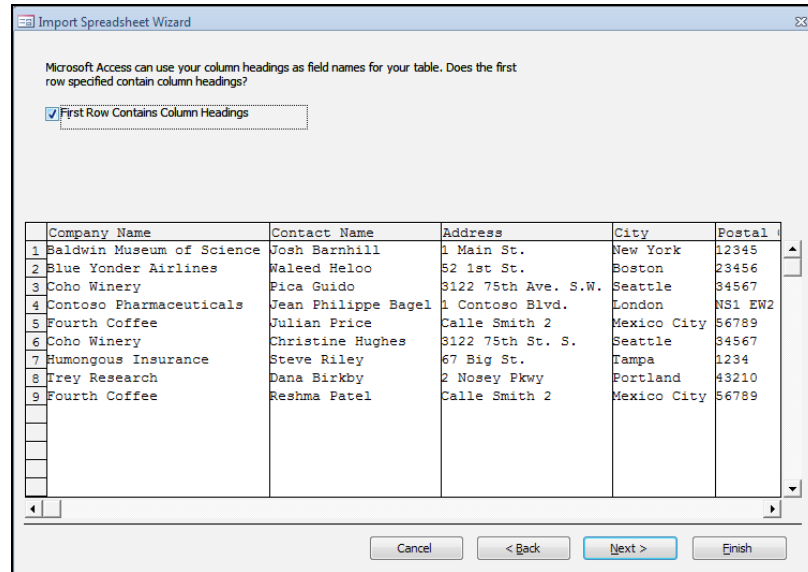 Import Spreadsheet Wizard
Microsoft Access can use your column headings as field names for your table. Does the first
row specified contain column headings?
First Row Contains Column Headings
Company Name Contact Name Address City Postal
1 Baldwin Museum of Science Josh Barnhill 1 Main St. New York 12345
2 Blue Yonder Airlines Waleed Heloo 52 1st St. Boston 23456
3 Coho Winery Pica Guido 3122 75th Ave. S.W. Seattle 34567
4 Contoso Pharmaceuticals Jean Philippe Bagel 1 Contoso Blvd. London NS1 EW2
5 Fourth Coffee Julian Price Calle Smith 2 Mexico City 56789
6 Coho Winery Christine Hughes 3122 75th St. S. Seattle 34567
7 Humongous Insurance Steve Riley 67 Big St. Tampa 1234
8 Trey Research Dana Birkby 2 Nosey Pkwy Portland 43210
9 Fourth Coffee Reshma Patel Calle Smith 2 Mexico City 56789
Cancel < Back Next > Finish